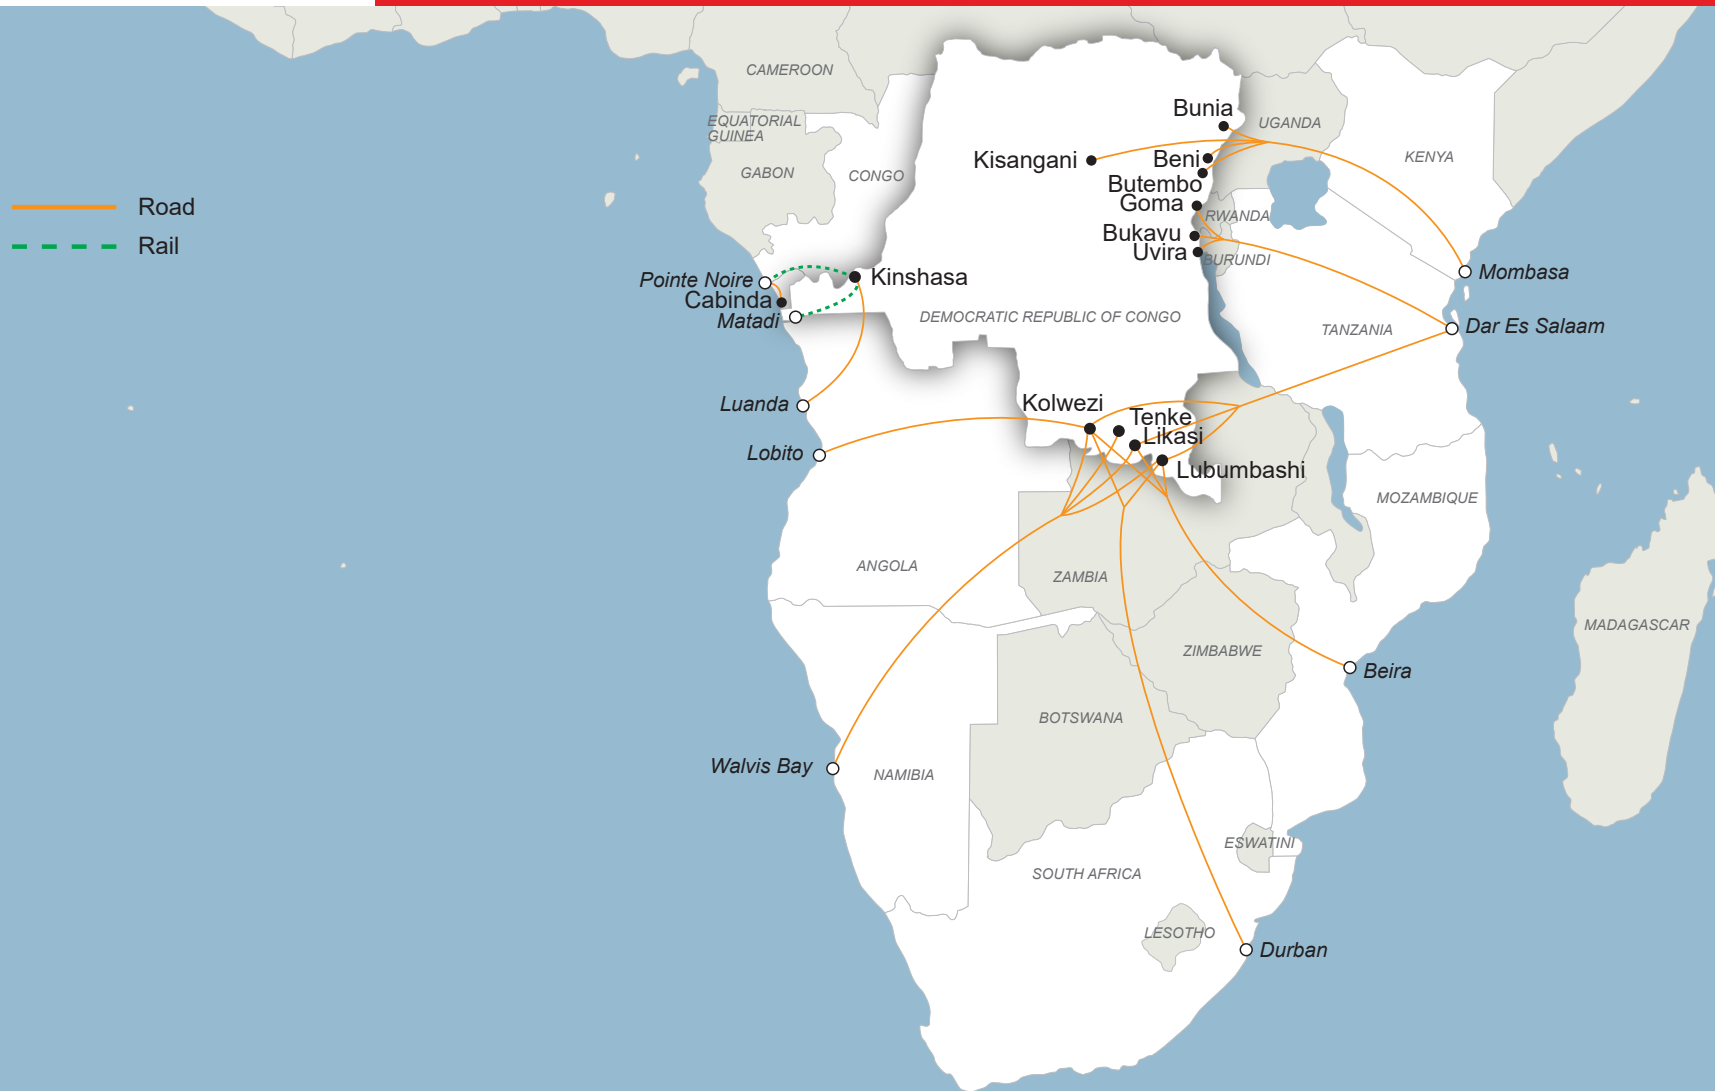 CAMEROON
EQUATORIAL
GUINEA
GABON
CONGO
Bunia
UGANDA
Kisangani
Beni
KENYA
Butembo
Goma
RWANDA
Bukavu
Uvira
BURUNDI
Road
Rail
Pointe Noire
Kinshasa
Cabinda
Matadi
DEMOCRATIC REPUBLIC OF CONGO
Mombasa
TANZANIA
Dar Es Salaam
Luanda
Kolwezi
Tenke
Likasi
Lobito
Lubumbashi
MOZAMBIQUE
ANGOLA
ZAMBIA
MADAGASCAR
ZIMBABWE
Beira
BOTSWANA
Walvis Bay
NAMIBIA
ESWATINI
SOUTH AFRICA
LESOTHO
Durban